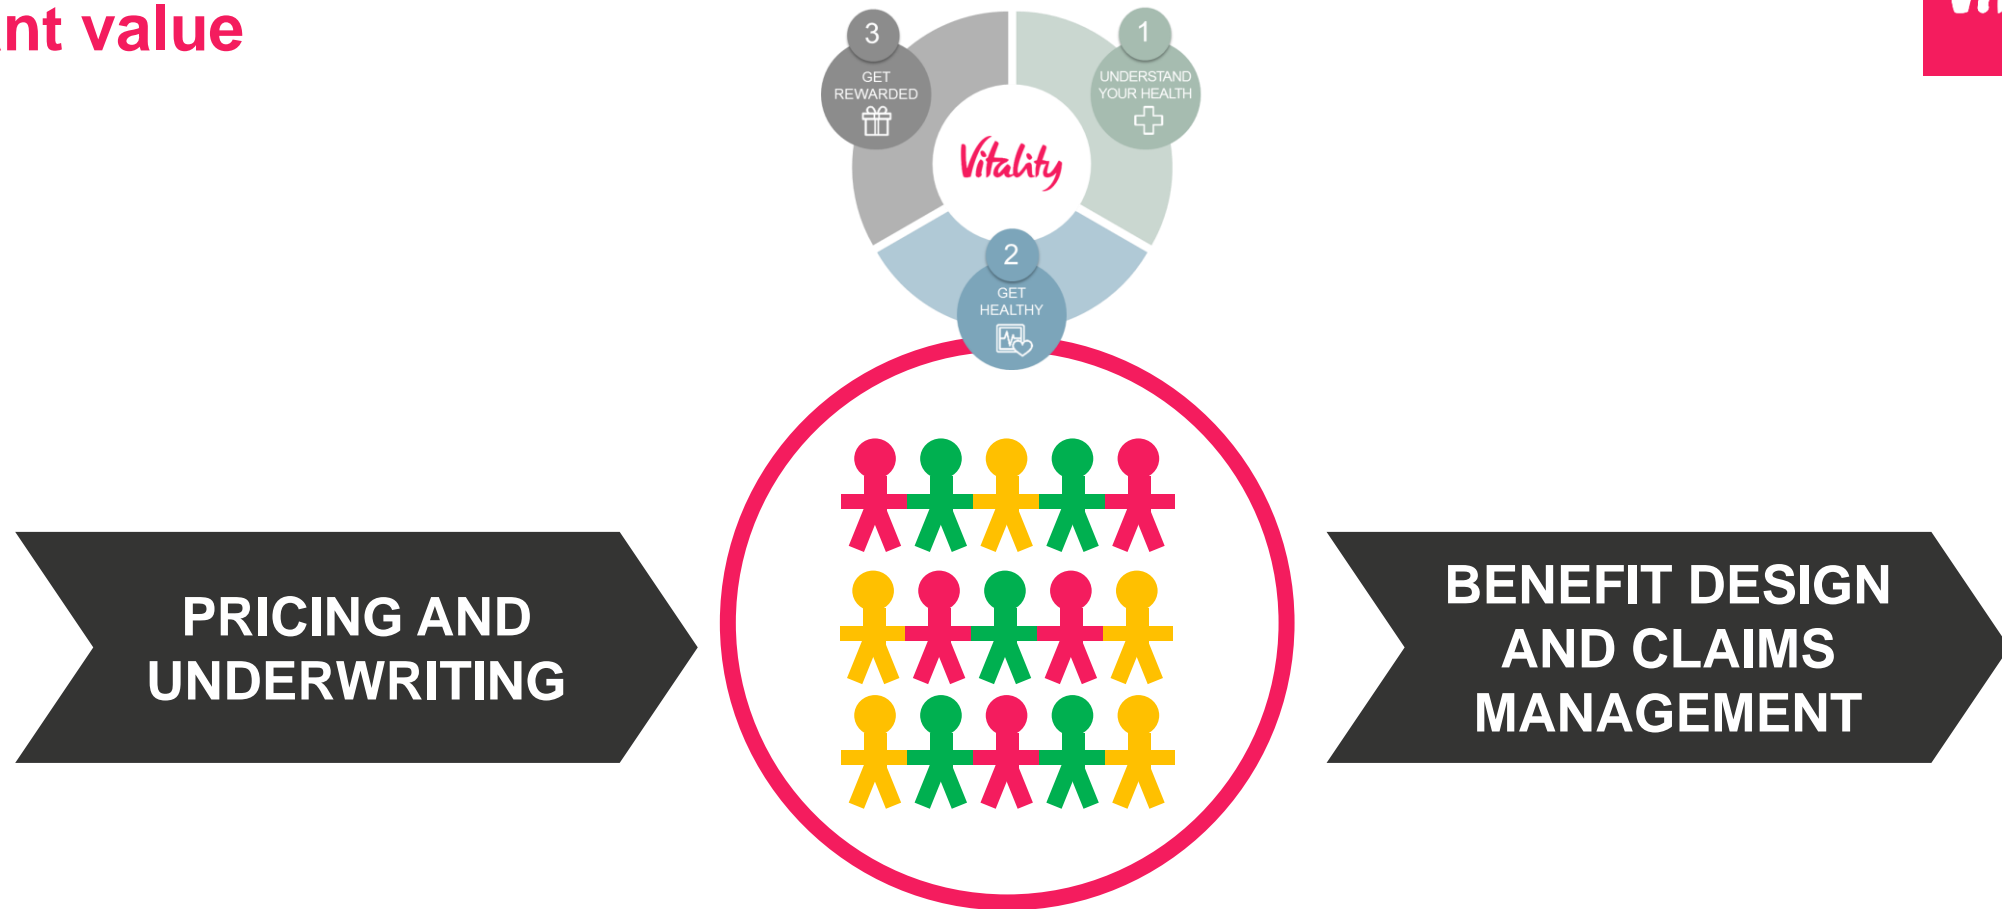 value
3
GET
REWARDED
1
UNDERSTAND
YOUR HEALTH
Vitality
2
GET
HEALTHY
PRICING AND
UNDERWRITING
BENEFIT DESIGN
AND CLAIMS
MANAGEMENT